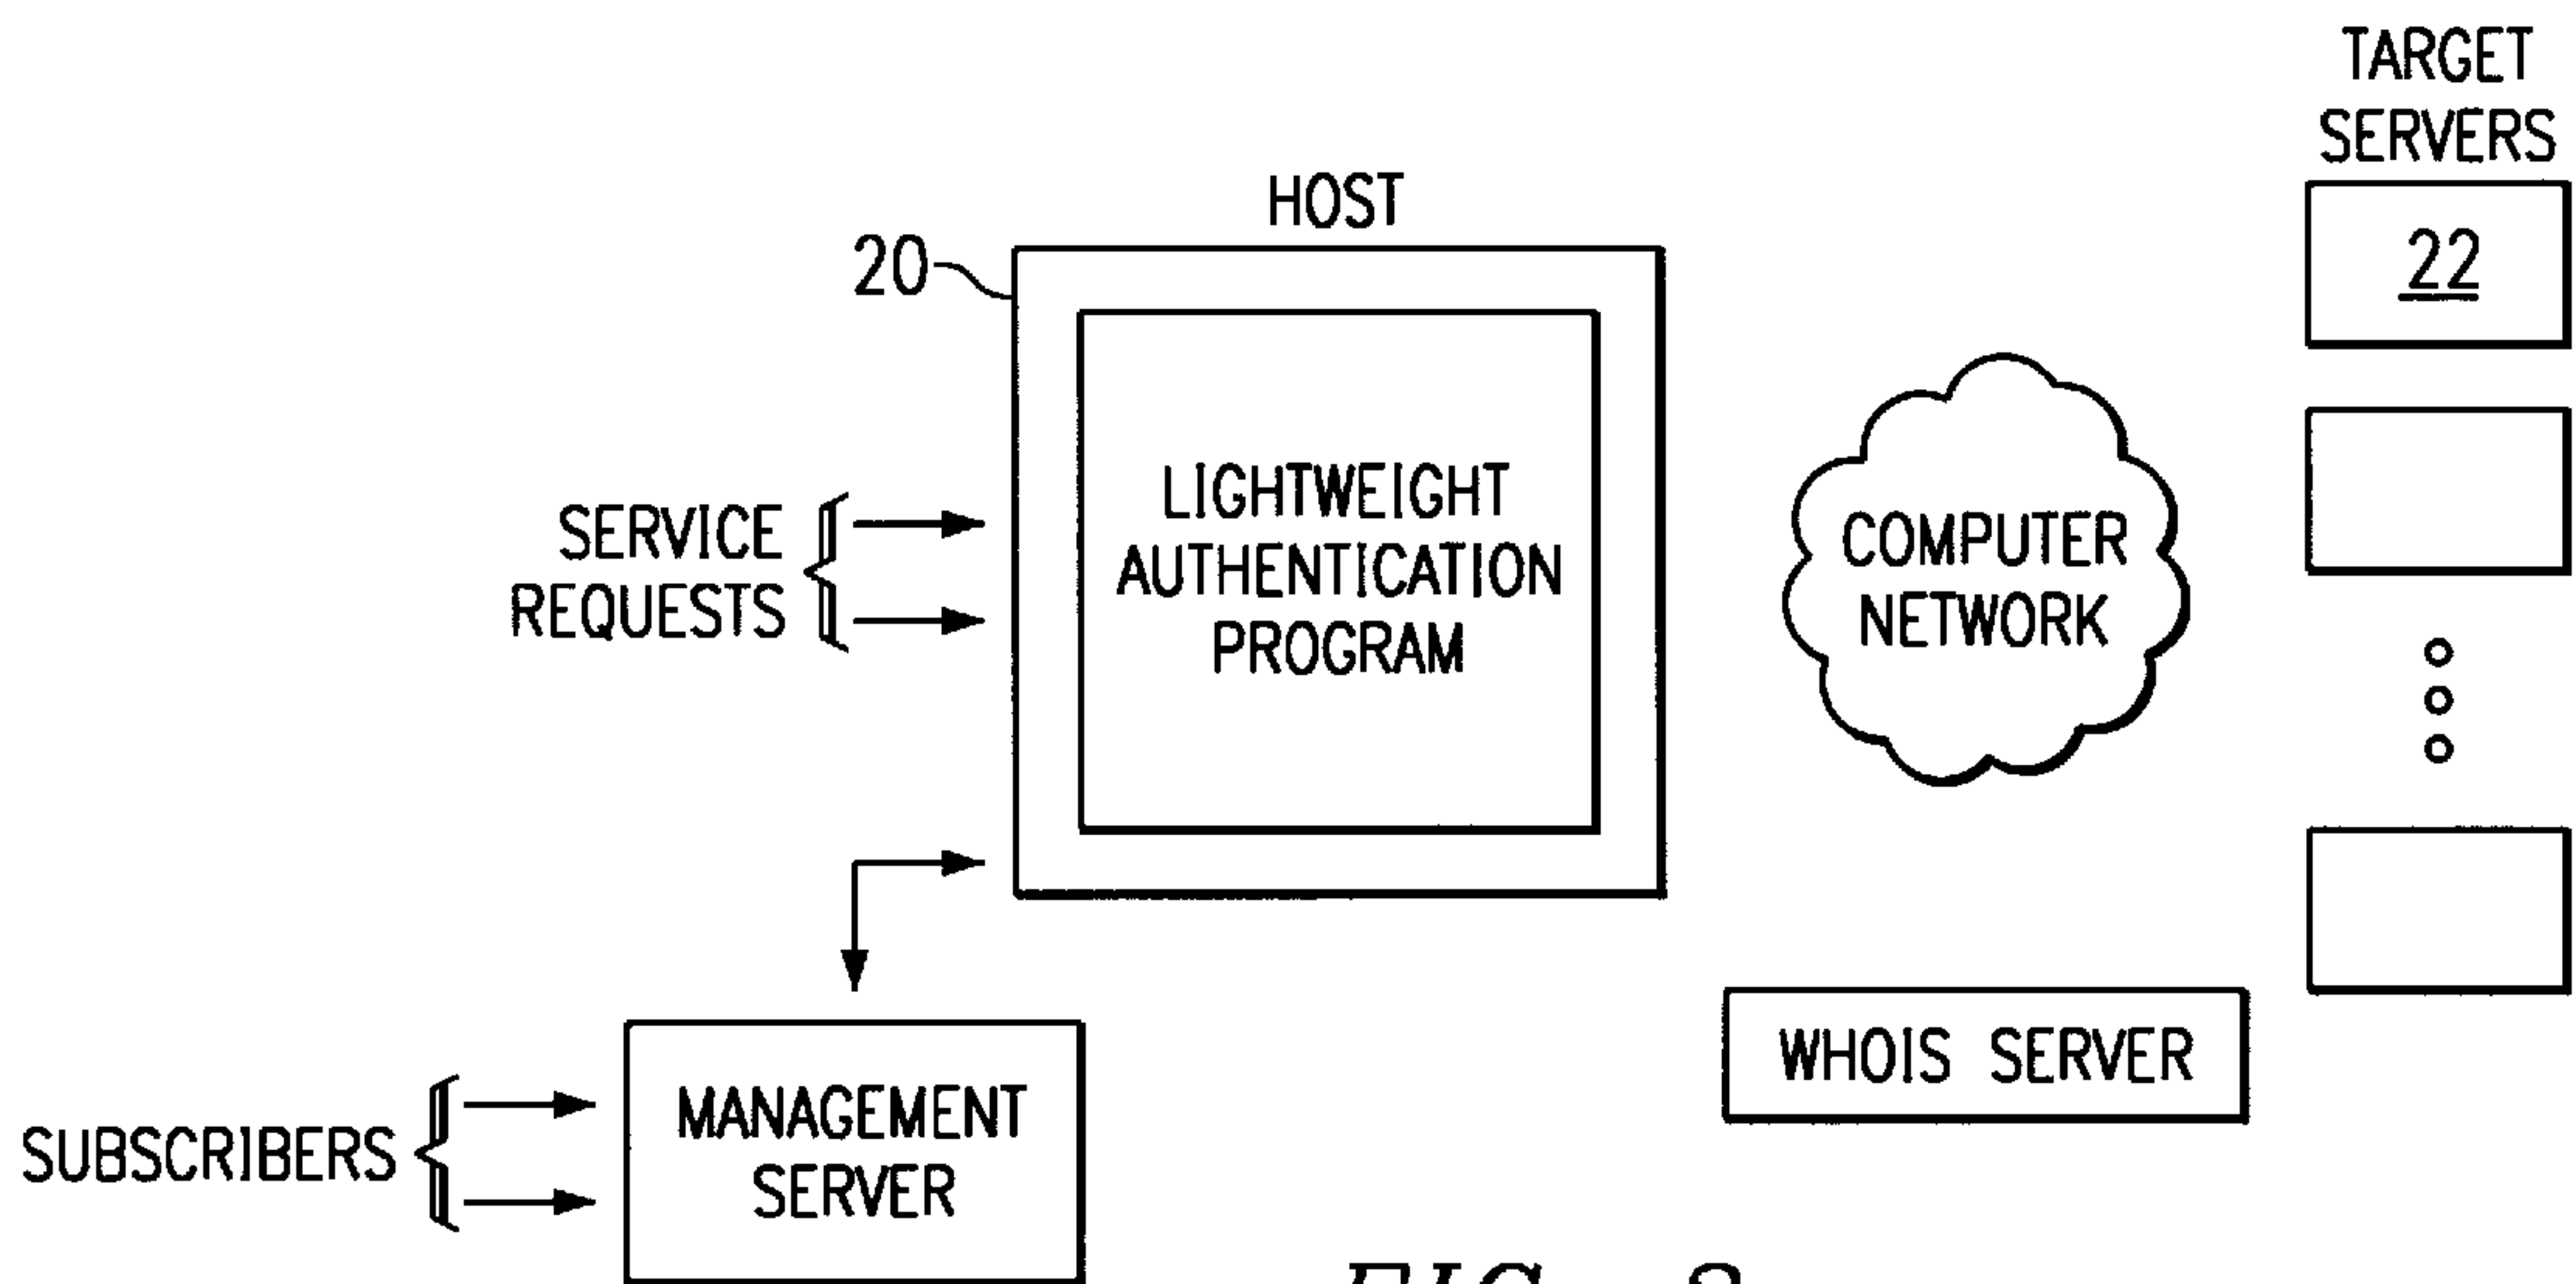 TARGET
SERVERS
HOST
20
22
LIGHTWEIGHT
AUTHENTICATION
PROGRAM
SERVICE
REQUESTS
COMPUTER
NETWORK
WHOIS SERVER
MANAGEMENT
SERVER
SUBSCRIBERS